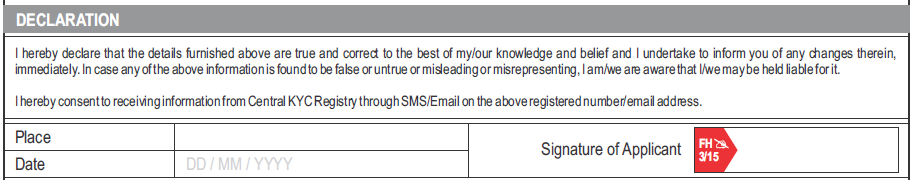 DECLARATION
I hereby declare that the details furnished above are true and correct to the best of my/our knowledge and belief and I undertake to inform you of any changes therein,
immediately. In case any of the above information is found to be false or untrue or misleading or misrepresenting, I am/we are aware that I/we may be held liable for it.
I hereby consent to receiving information from Central KYC Registry through SMS/Email on the above registered number/email address.
Place
Date DD / MM / YYYY
Signature of Applicant
FH
3/15